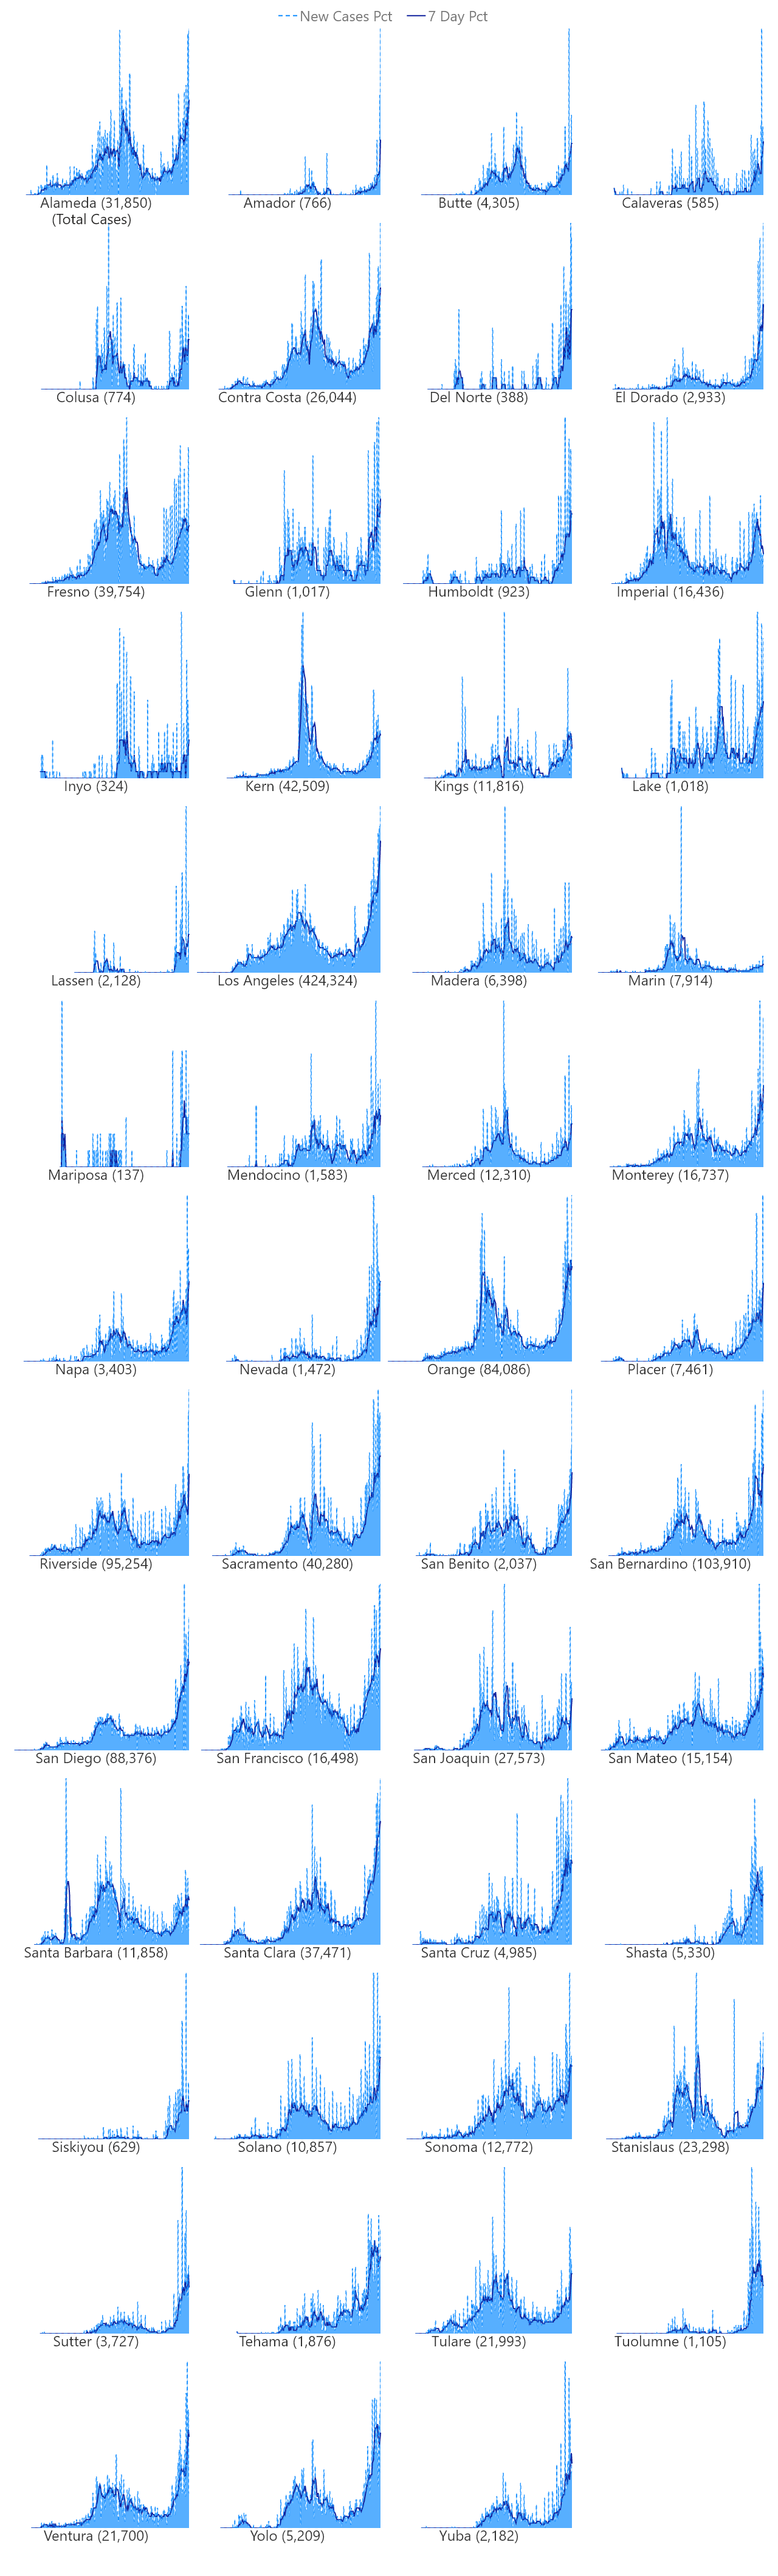 New Cases Pct 7 Day Pct
Alameda (31,850) Amador (766) Butte (4,305) Calaveras (585)
(Total Cases)
Colusa (774) Contra Costa (26,044) Del Norte (388) El Dorado (2,933)
Fresno (39,754) Glenn (1,017) Humboldt (923) Imperial (16,436)
Inyo (324) Kern (42,509) Kings (11,816) Lake (1,018)
Lassen (2,128) Los Angeles (424,324) Madera (6,398) Marin (7,914)
Mariposa (137) Mendocino (1,583) Merced (12,310) Monterey (16,737)
Napa (3,403) Nevada (1,472) Orange (84,086) Placer (7,461)
Riverside (95,254) Sacramento (40,280) San Benito (2,037) San Bernardino (103,910)
San Diego (88,376) San Francisco (16,498) San Joaquin (27,573) San Mateo (15,154)
Santa Barbara (11,858) Santa Clara (37,471) Santa Cruz (4,985) Shasta (5,330)
Siskiyou (629) Solano (10,857) Sonoma (12,772) Stanislaus (23,298)
Sutter (3,727) Tehama (1,876) Tulare (21,993) Tuolumne (1,105)
Ventura (21,700) Yolo (5,209) Yuba (2,182)